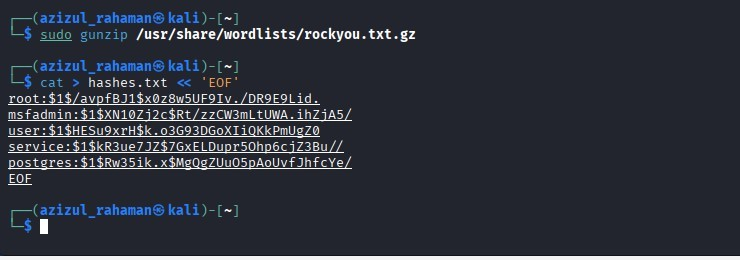 ┌──(azizul_rahaman㉿kali)-[~]
└─$ sudo gunzip /usr/share/wordlists/rockyou.txt.gz
┌──(azizul_rahaman㉿kali)-[~]
└─$ cat > hashes.txt << 'EOF'
root:$1$/avpfBJ1$x0z8w5UF9Iv./DR9E9Lid.
msfadmin:$1$XN10Zj2c$Rt/zzCW3mLtUWA.ihZjA5/
user:$1$HESu9xrH$k.o3G93DGoXIiQKkPmUgZ0
service:$1$kR3ue7JZ$7GxELDupr5Ohp6cjZ3Bu//
postgres:$1$Rw35ik.x$MgQgZUuO5pAoUvfJhfcYe/
EOF
┌──(azizul_rahaman㉿kali)-[~]
└─$